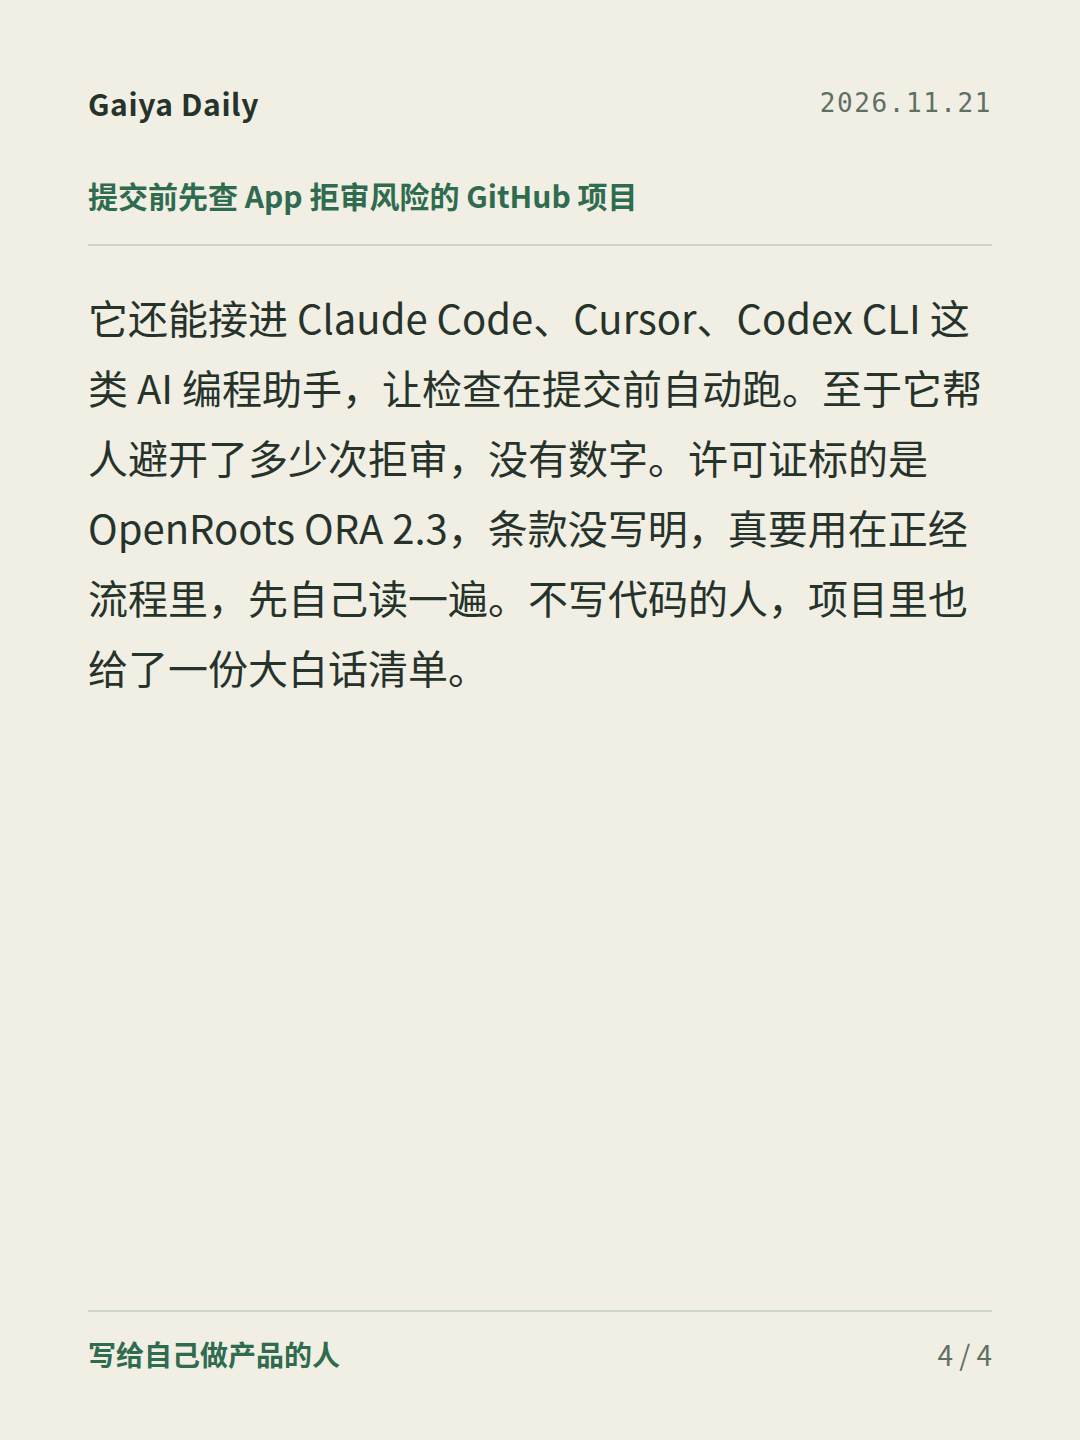 Gaiya Daily
2026.11.21
提交前先查 App 拒审风险的 GitHub 项目
它还能接进 Claude Code、Cursor、Codex CLI 这
类 AI 编程助手，让检查在提交前自动跑。至于它帮
人避开了多少次拒审，没有数字。许可证标的是
OpenRoots ORA 2.3，条款没写明，真要用在正经
流程里，先自己读一遍。不写代码的人，项目里也
给了一份大白话清单。
写给自己做产品的人
4 / 4